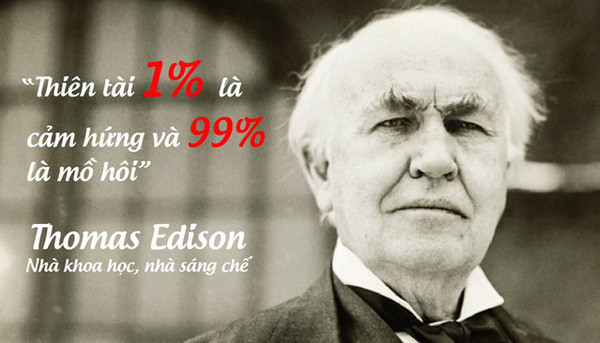 “Thiên tài 1% là
cảm hứng và 99%
là mồ hôi”
Thomas Edison
Nhà khoa học, nhà sáng chế